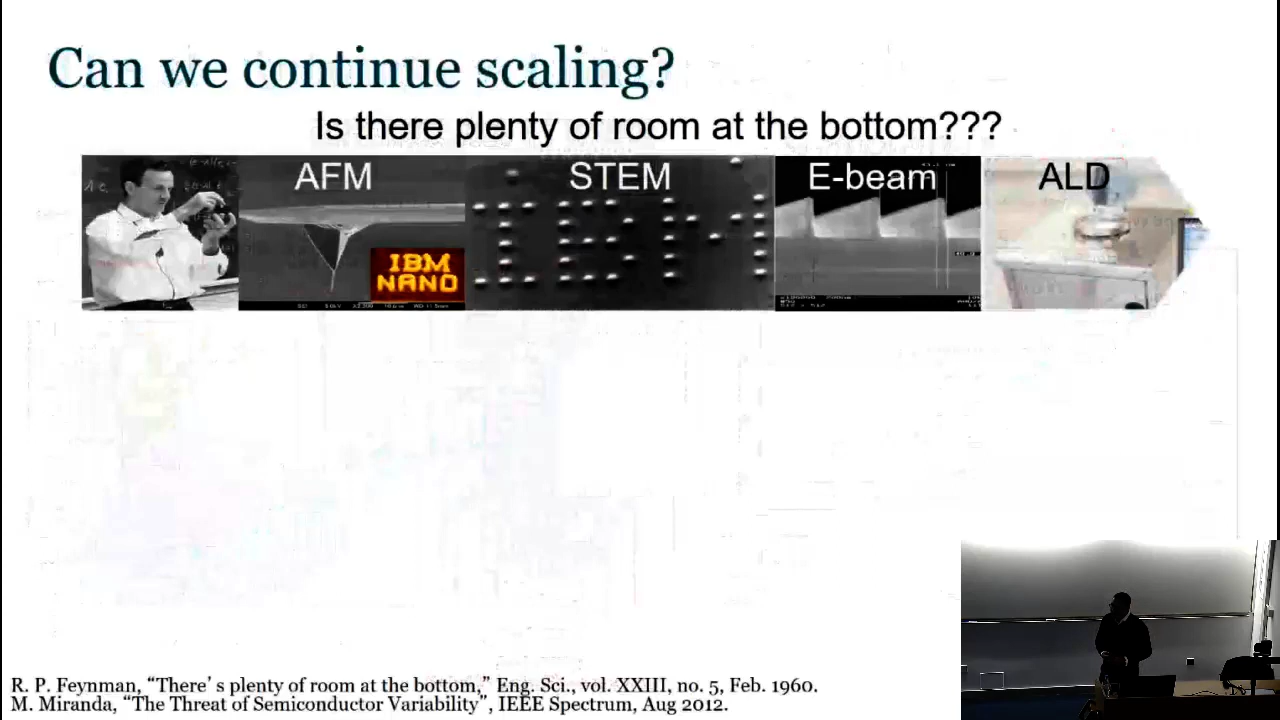 Can we continue scaling?
Is there plenty of room at the bottom???
AFM
STEM
E-beam
ALD
IBM
NANO
IBM
R. P. Feynman, “There’s plenty of room at the bottom,” Eng. Sci., vol. XXIII, no. 5, Feb. 1960.
M. Miranda, “The Threat of Semiconductor Variability”, IEEE Spectrum, Aug 2012.